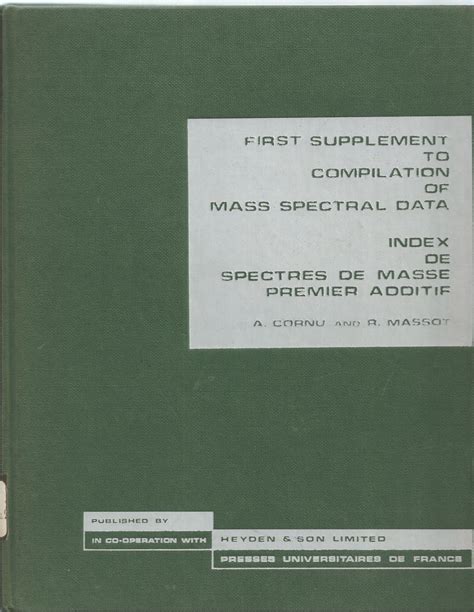 FIRST SUPPLEMENT
TO
COMPILATION
OF
MASS SPECTRAL DATA
INDEX
DE
SPECTRES DE MASSE
PREMIER ADDITIF
A. CORNU AND R. MASSOT
PUBLISHED BY
HEYDEN & SON LIMITED
IN CO-OPERATION WITH
PRESSES UNIVERSITAIRES DE FRANCE